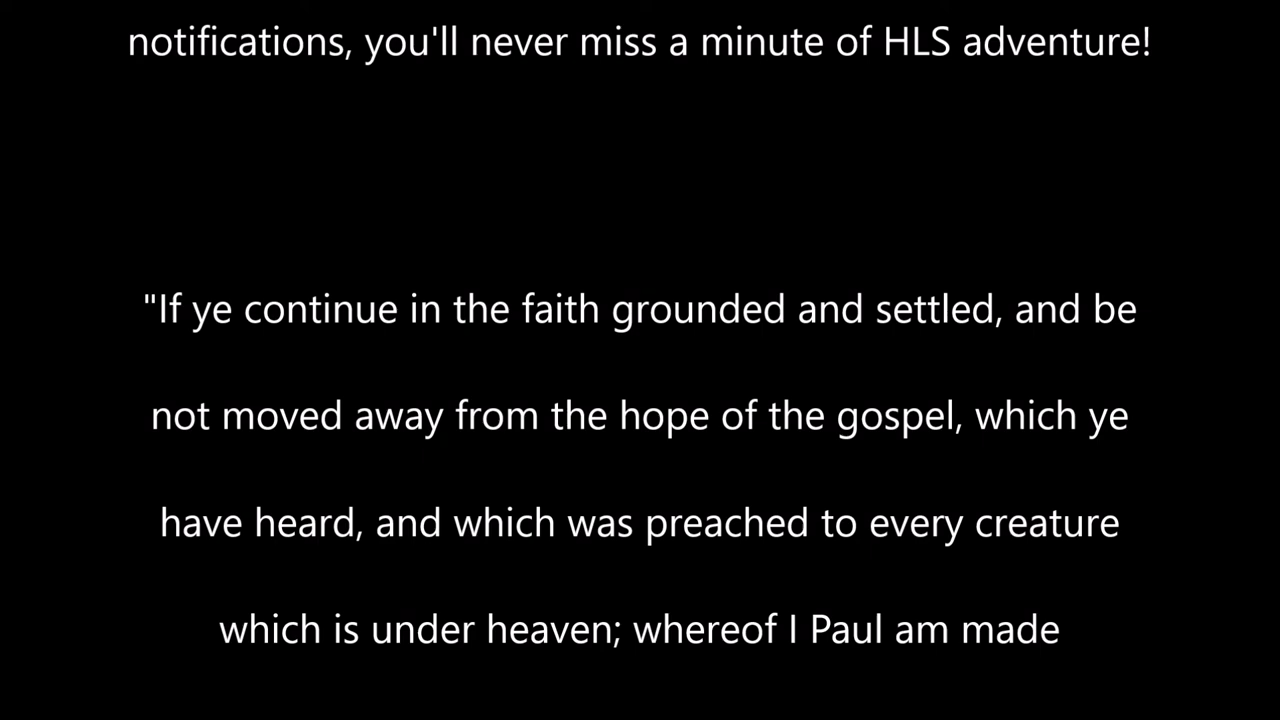 notifications, you'll never miss a minute of HLS adventure!
"If ye continue in the faith grounded and settled, and be
not moved away from the hope of the gospel, which ye
have heard, and which was preached to every creature
which is under heaven; whereof I Paul am made